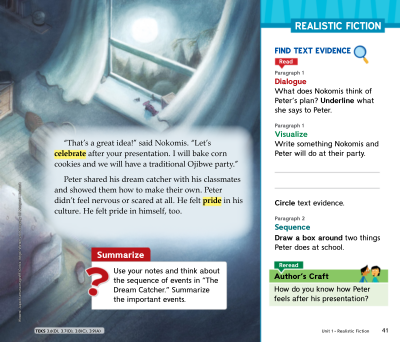 "That's a great idea!" said Nokomis. "Let's
celebrate after your presentation. I will bake corn
cookies and we will have a traditional Ojibwe party."
Peter shared his dream catcher with his classmates
and showed them how to make their own. Peter
didn't feel nervous or scared at all. He felt pride in his
culture. He felt pride in himself, too.
Summarize
Use your notes and think about
the sequence of events in "The
Dream Catcher." Summarize
the important events.
REALISTIC FICTION
FIND TEXT EVIDENCE
Read
Paragraph 1
Dialogue
What does Nokomis think of
Peter's plan? Underline what
she says to Peter.
Paragraph 1
Visualize
Write something Nokomis and
Peter will do at their party.
Circle text evidence.
Paragraph 2
Sequence
Draw a box around two things
Peter does at school.
Reread
Author's Craft
How do you know how Peter
feels after his presentation?
Unit 1 - Realistic Fiction
41